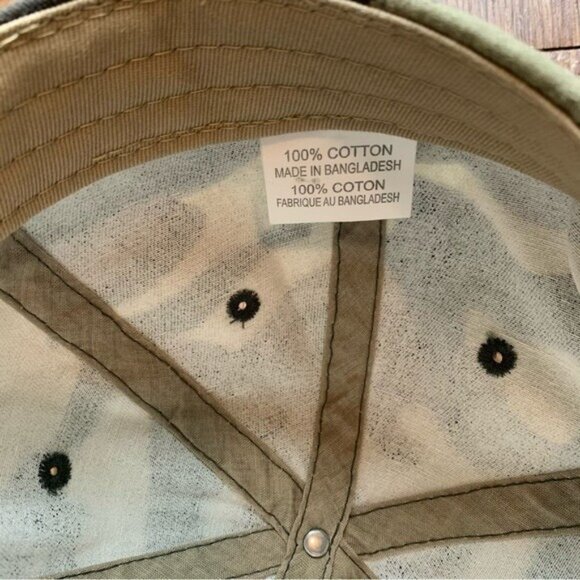 100% COTTON
MADE IN BANGLADESH
100% COTON
FABRIQUE AU BANGLADESH